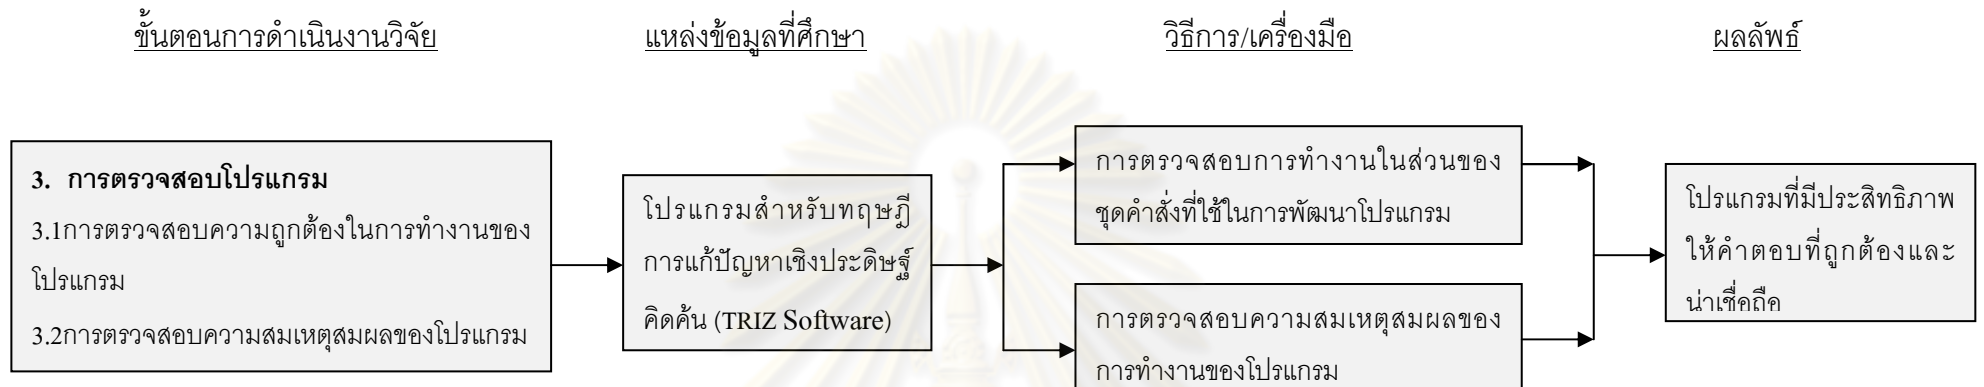 ขั้นตอนการดำเนินงานวิจัย
แหล่งข้อมูลที่ศึกษา
วิธีการ/เครื่องมือ
ผลลัพธ์
3. การตรวจสอบโปรแกรม
3.1การตรวจสอบความถูกต้องในการทำงานของ
โปรแกรม
3.2การตรวจสอบความสมเหตุสมผลของโปรแกรม
โปรแกรมสำหรับทฤษฎี
การแก้ปัญหาเชิงประดิษฐ์
คิดค้น (TRIZ Software)
การตรวจสอบการทำงานในส่วนของ
ชุดคำสั่งที่ใช้ในการพัฒนาโปรแกรม
การตรวจสอบความสมเหตุสมผลของ
การทำงานของโปรแกรม
โปรแกรมที่มีประสิทธิภาพ
ให้คำตอบที่ถูกต้องและ
น่าเชื่อถือ